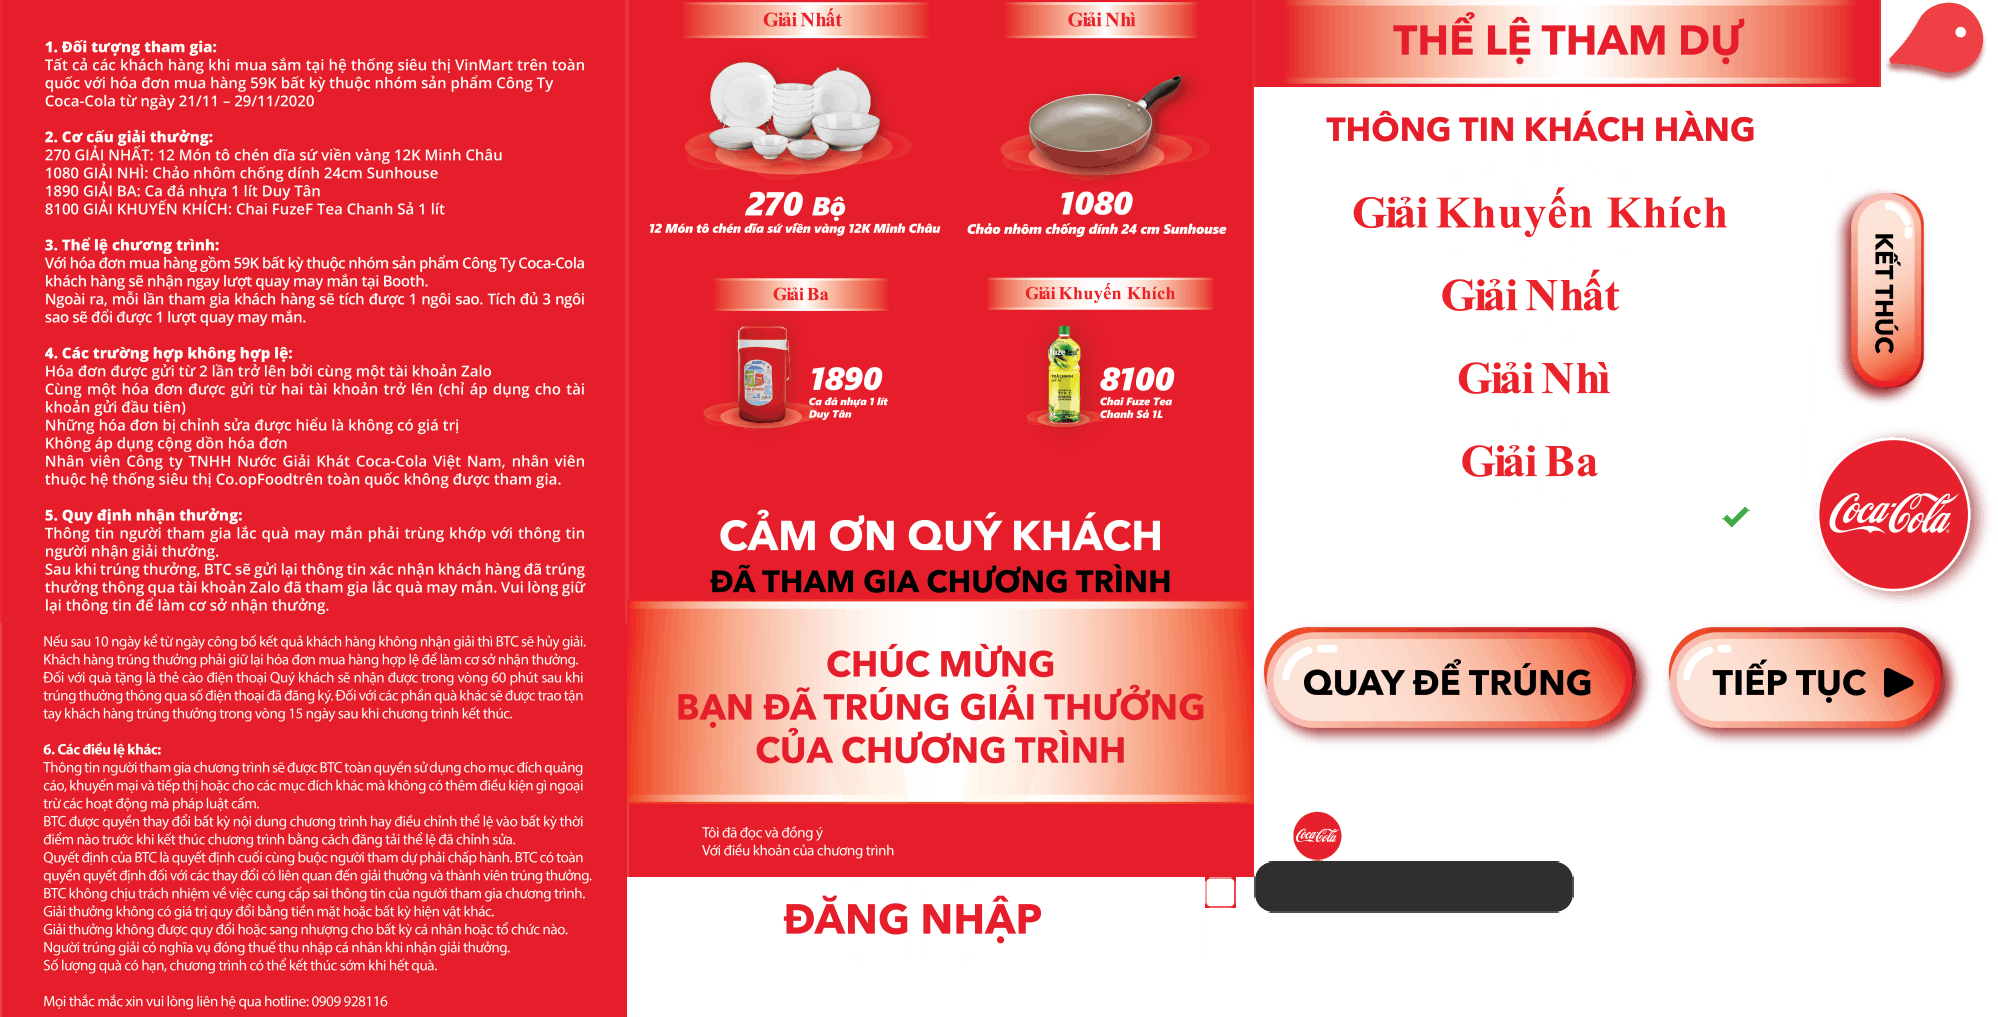 1. Đối tượng tham gia:
Tất cả các khách hàng khi mua sắm tại hệ thống siêu thị VinMart trên toàn
quốc với hóa đơn mua hàng 59K bất kỳ thuộc nhóm sản phẩm Công Ty
Coca-Cola từ ngày 21/11 – 29/11/2020
2. Cơ cấu giải thưởng:
270 GIẢI NHẤT: 12 Món tô chén dĩa sứ viền vàng 12K Minh Châu
1080 GIẢI NHÌ: Chảo nhôm chống dính 24cm Sunhouse
1890 GIẢI BA: Ca đá nhựa 1 lít Duy Tân
8100 GIẢI KHUYẾN KHÍCH: Chai FuzeF Tea Chanh Sả 1 lít
3. Thể lệ chương trình:
Với hóa đơn mua hàng gồm 59K bất kỳ thuộc nhóm sản phẩm Công Ty Coca-Cola
khách hàng sẽ nhận ngay lượt quay may mắn tại Booth.
Ngoài ra, mỗi lần tham gia khách hàng sẽ tích được 1 ngôi sao. Tích đủ 3 ngôi
sao sẽ đổi được 1 lượt quay may mắn.
4. Các trường hợp không hợp lệ:
Hóa đơn được gửi từ 2 lần trở lên bởi cùng một tài khoản Zalo
Cùng một hóa đơn được gửi từ hai tài khoản trở lên (chỉ áp dụng cho tài
khoản gửi đầu tiên)
Những hóa đơn bị chỉnh sửa được hiểu là không có giá trị
Không áp dụng cộng dồn hóa đơn
Nhân viên Công ty TNHH Nước Giải Khát Coca-Cola Việt Nam, nhân viên
thuộc hệ thống siêu thị Co.opFoodtrên toàn quốc không được tham gia.
5. Quy định nhận thưởng:
Thông tin người tham gia lắc quà may mắn phải trùng khớp với thông tin
người nhận giải thưởng.
Sau khi trúng thưởng, BTC sẽ gửi lại thông tin xác nhận khách hàng đã trúng
thưởng thông qua tài khoản Zalo đã tham gia lắc quà may mắn. Vui lòng giữ
lại thông tin để làm cơ sở nhận thưởng.
Nếu sau 10 ngày kể từ ngày công bố kết quả khách hàng không nhận giải thì BTC sẽ hủy giải.
Khách hàng trúng thưởng phải giữ lại hóa đơn mua hàng hợp lệ để làm cơ sở nhận thưởng.
Đối với quà tặng là thẻ cào điện thoại Quý khách sẽ nhận được trong vòng 60 phút sau khi
trúng thưởng thông qua số điện thoại đã đăng ký. Đối với các phần quà khác sẽ được trao tận
tay khách hàng trúng thưởng trong vòng 15 ngày sau khi chương trình kết thúc.
6. Các điều lệ khác:
Thông tin người tham gia chương trình sẽ được BTC toàn quyền sử dụng cho mục đích quảng
cáo, khuyến mại và tiếp thị hoặc cho các mục đích khác mà không có thêm điều kiện gì ngoại
trừ các hoạt động mà pháp luật cấm.
BTC được quyền thay đổi bất kỳ nội dung chương trình hay điều chỉnh thể lệ vào bất kỳ thời
điểm nào trước khi kết thúc chương trình bằng cách đăng tải thể lệ đã chỉnh sửa.
Quyết định của BTC là quyết định cuối cùng buộc người tham dự phải chấp hành. BTC có toàn
quyền quyết định đối với các thay đổi có liên quan đến giải thưởng và thành viên trúng thưởng.
BTC không chịu trách nhiệm về việc cung cấp sai thông tin của người tham gia chương trình.
Giải thưởng không có giá trị quy đổi bằng tiền mặt hoặc bất kỳ hiện vật khác.
Giải thưởng không được quy đổi hoặc sang nhượng cho bất kỳ cá nhân hoặc tổ chức nào.
Người trúng giải có nghĩa vụ đóng thuế thu nhập cá nhân khi nhận giải thưởng.
Số lượng quà có hạn, chương trình có thể kết thúc sớm khi hết quà.
Mọi thắc mắc xin vui lòng liên hệ qua hotline: 0909 928116
Giải Nhất
Giải Nhì
270 Bộ
12 Món tô chén dĩa sứ viền vàng 12K Minh Châu
1080
Chảo nhôm chống dính 24 cm Sunhouse
Giải Ba
Giải Khuyến Khích
1890
Ca đá nhựa 1 lít
Duy Tân
fuzetea
8100
Chai Fuze Tea
Chanh Sả 1L
CẢM ƠN QUÝ KHÁCH
ĐÃ THAM GIA CHƯƠNG TRÌNH
CHÚC MỪNG
BẠN ĐÃ TRÚNG GIẢI THƯỞNG
CỦA CHƯƠNG TRÌNH
Tôi đã đọc và đồng ý
Với điều khoản của chương trình
ĐĂNG NHẬP
THỂ LỆ THAM DỰ
THÔNG TIN KHÁCH HÀNG
Giải Khuyến Khích
Giải Nhất
Giải Nhì
Giải Ba
KẾT THÚC
Coca-Cola
QUAY ĐỂ TRÚNG
TIẾP TỤC
Coca-Cola